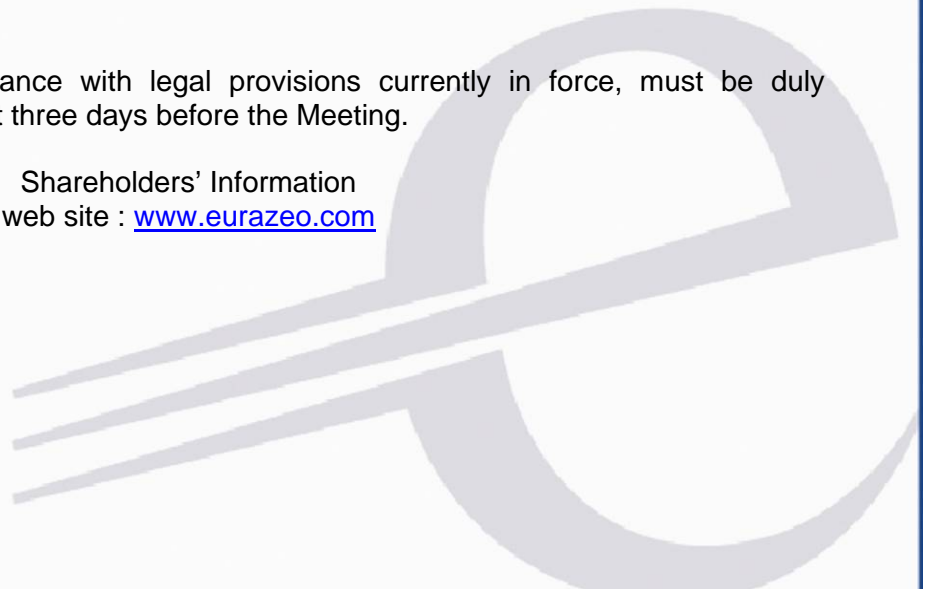 ance with legal provisions currently in force, must be duly
t three days before the Meeting.
Shareholders' Information
web site : www.eurazeo.com